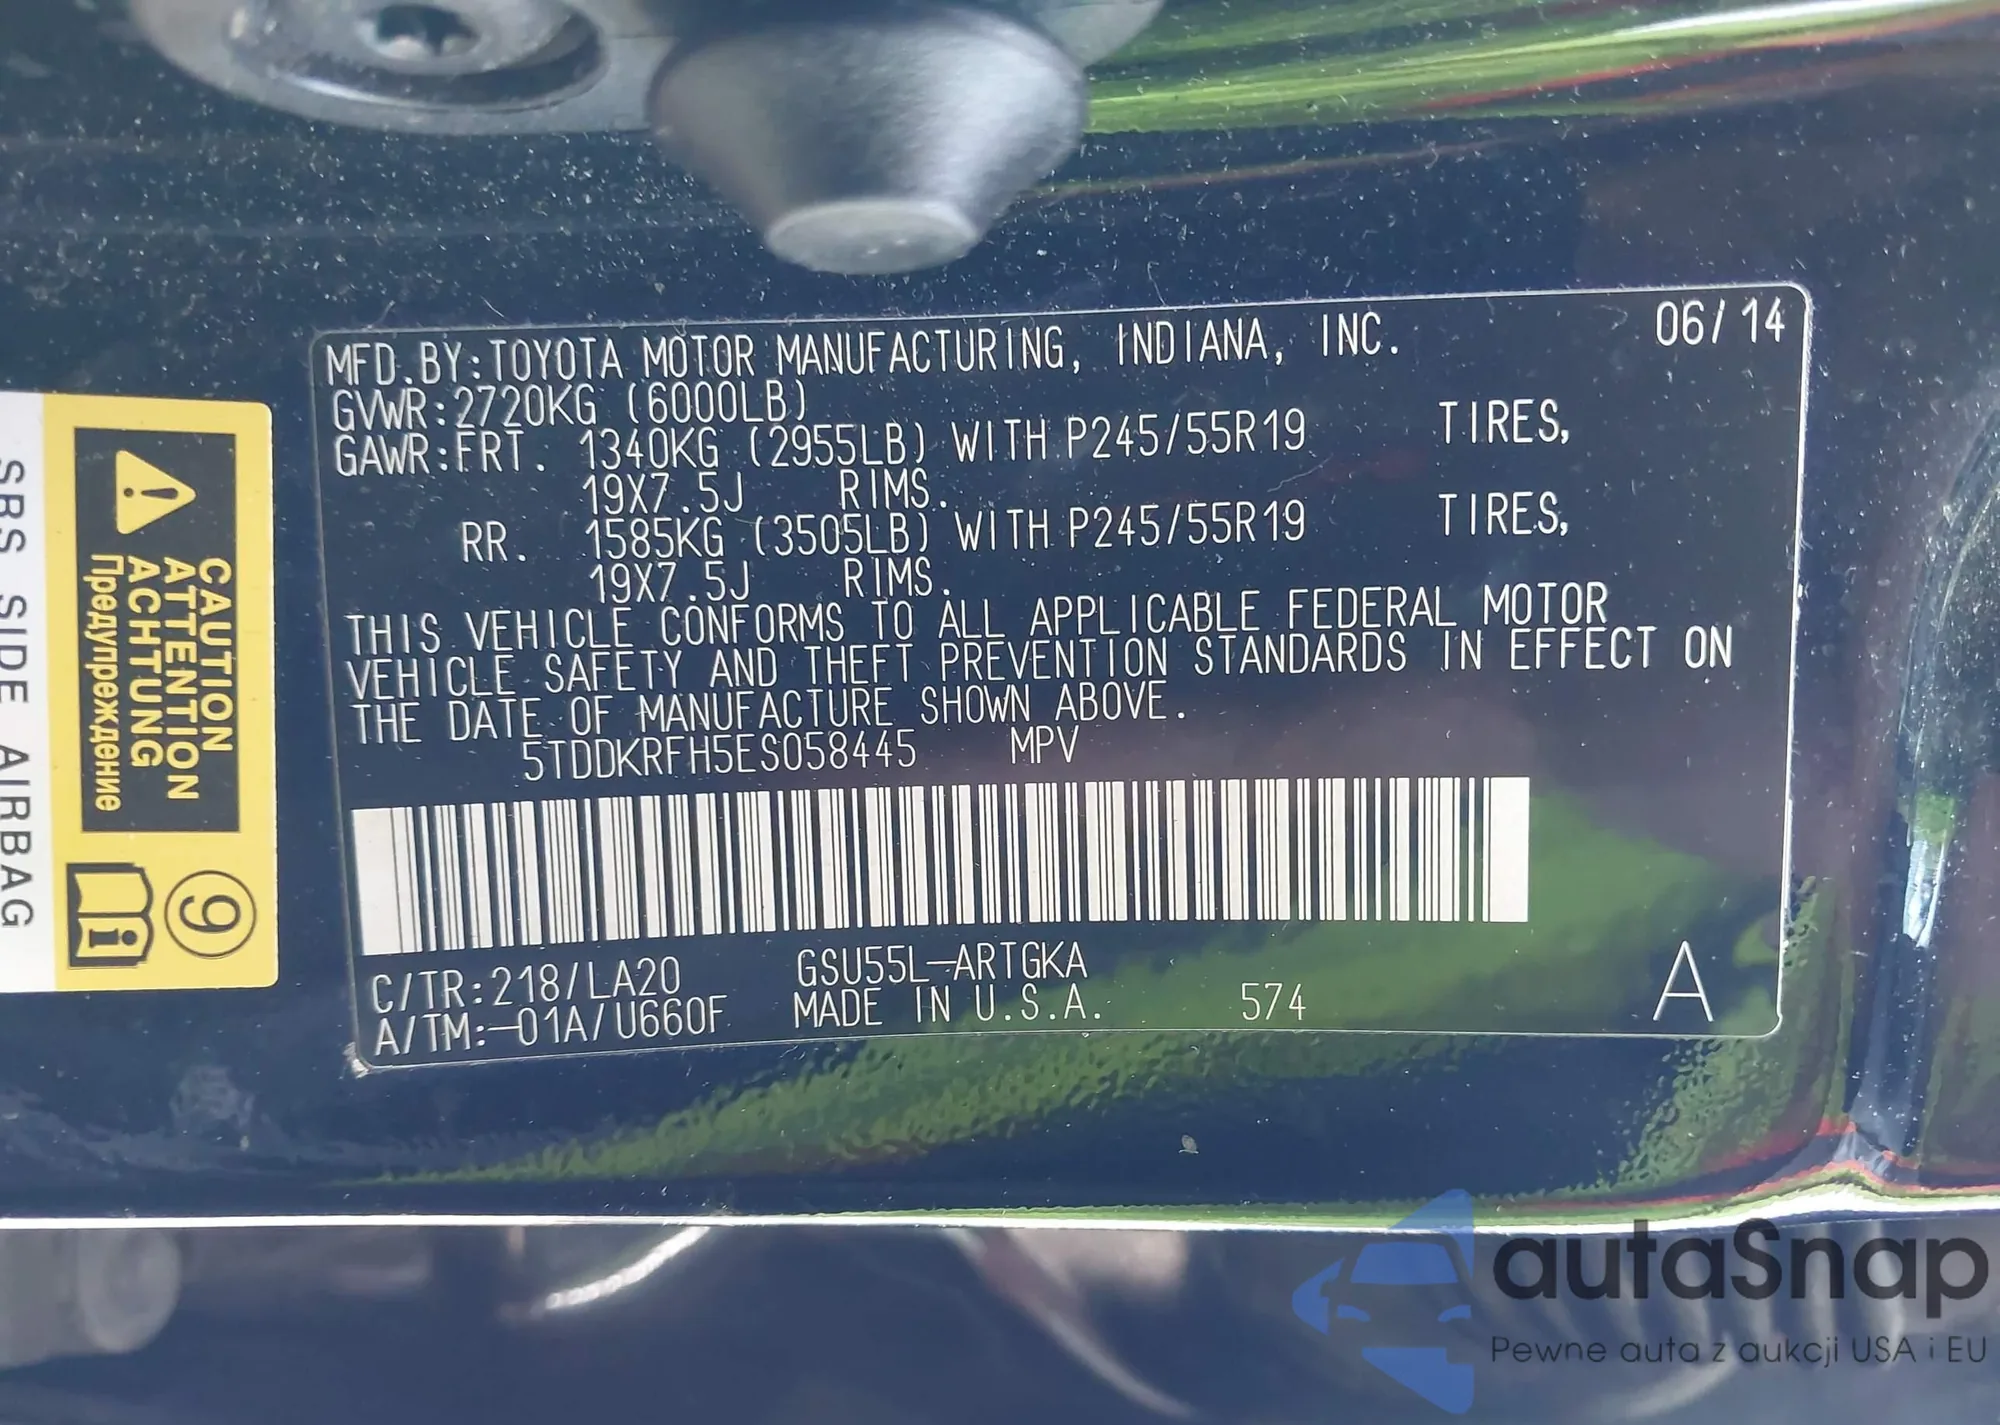 MFD.BY:TOYOTA MOTOR MANUFACTURING, INDIANA, INC. 06/14
GVWR:2720KG (6000LB)
GAWR:FRT. 1340KG (2955LB) WITH P245/55R19 TIRES,
19X7.5J RIMS.
RR. 1585KG (3505LB) WITH P245/55R19 TIRES,
19X7.5J RIMS.
THIS VEHICLE CONFORMS TO ALL APPLICABLE FEDERAL MOTOR
VEHICLE SAFETY AND THEFT PREVENTION STANDARDS IN EFFECT ON
THE DATE OF MANUFACTURE SHOWN ABOVE.
5TDDKRFH5ES058445 MPV
C/TR:218/LA20 GSU55L-ARTGKA
A/TM:-01A/U660F MADE IN U.S.A. 574 A
CAUTION
ATTENTION
ACHTUNG
Предупреждение
9
SRS SIDE AIRBAG
autaSnap
Pewne auta z aukcji USA i EU